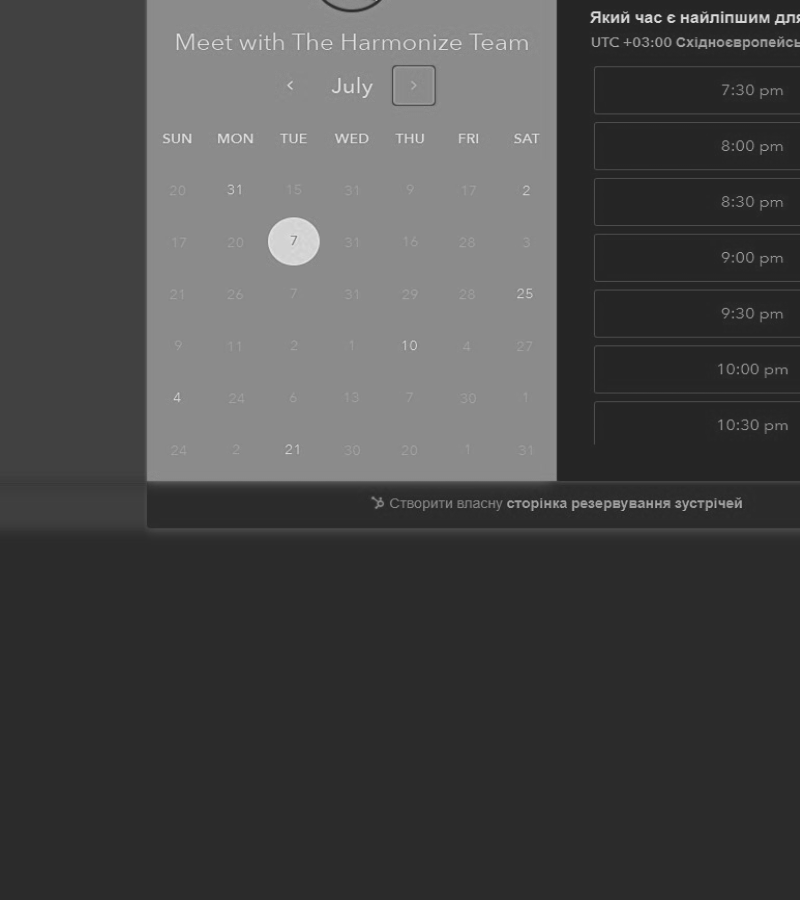 Meet with The Harmonize Team
July
SUN MON TUE WED THU FRI SAT
20 31 15 31 9 17 2
17 20 7 31 16 28 3
21 26 7 31 29 28 25
9 11 2 1 10 4 27
4 24 6 13 7 30 1
24 2 21 30 20 1 31
Який час є найліпшим для
UTC +03:00 Східноєвропейсь
7:30 pm
8:00 pm
8:30 pm
9:00 pm
9:30 pm
10:00 pm
10:30 pm
Створити власну сторінка резервування зустрічей